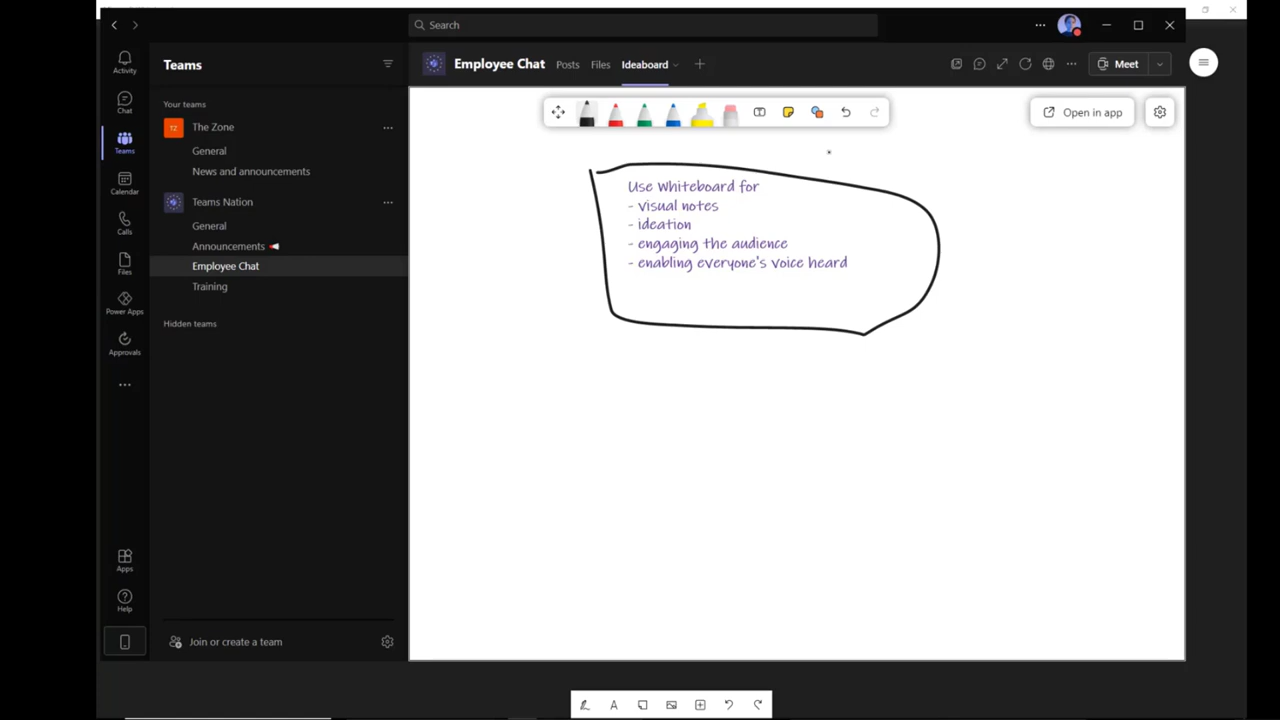 Search
Activity
Chat
Teams
Calendar
Calls
Files
Power Apps
Approvals
Apps
Help
Teams
Your teams
TZ The Zone
General
News and announcements
Teams Nation
General
Announcements
Employee Chat
Training
Hidden teams
Join or create a team
Employee Chat Posts Files Ideaboard Meet
Open in app
Use Whiteboard for
- visual notes
- ideation
- engaging the audience
- enabling everyone's voice heard
A